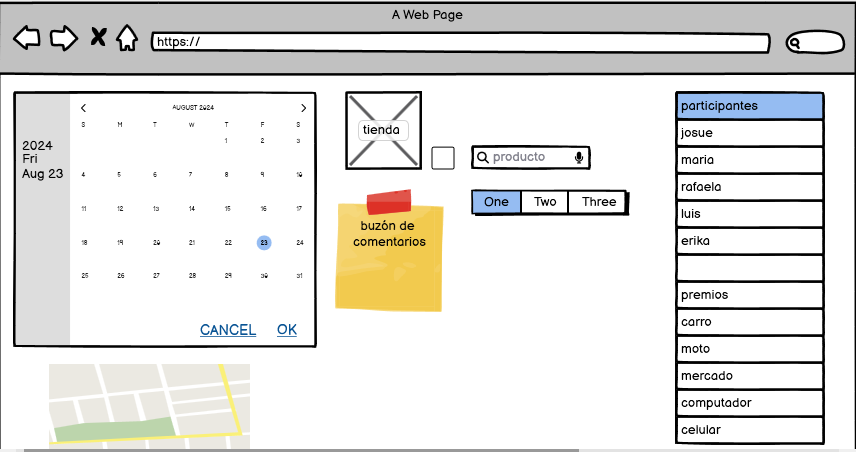 A Web Page
https://
2024
Fri
Aug 23
AUGUST 2024
S M T W T F S
1 2 3
4 5 6 7 8 9 10
11 12 13 14 15 16 17
18 19 20 21 22 23 24
25 26 27 28 29 30 31
CANCEL OK
tienda
producto
One Two Three
buzón de
comentarios
participantes
josue
maria
rafaela
luis
erika
premios
carro
moto
mercado
computador
celular